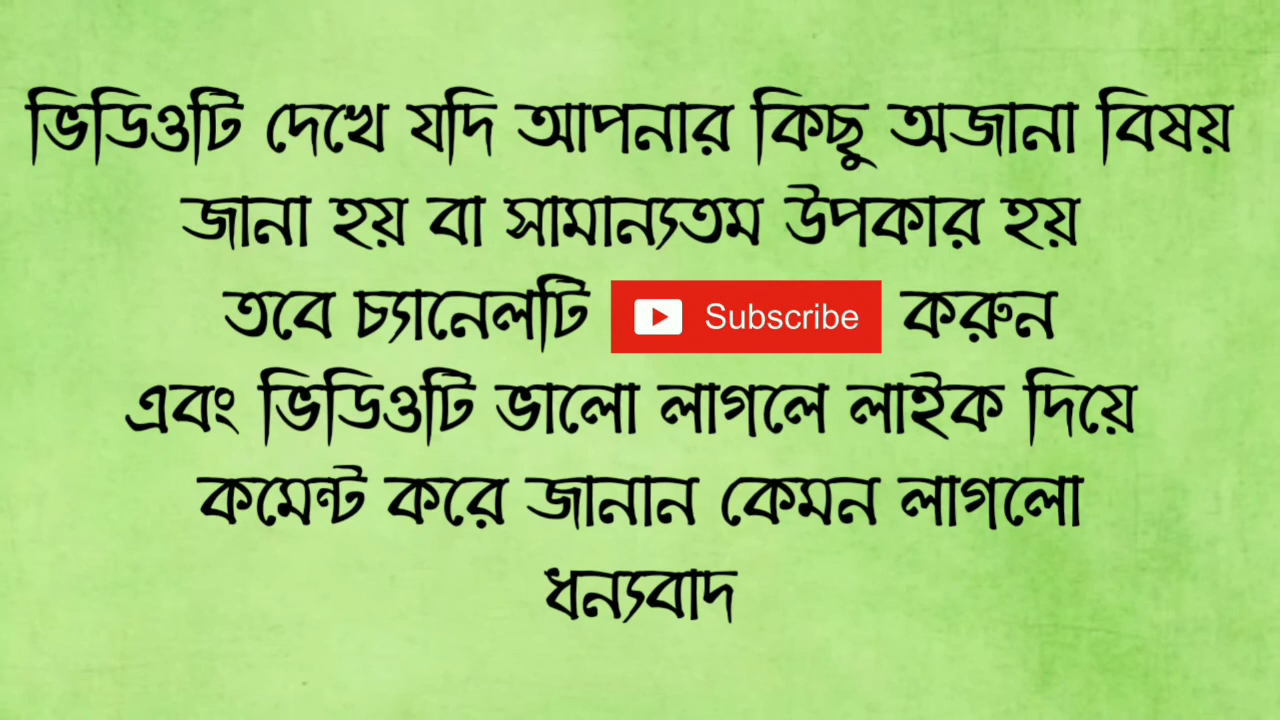 ভিডিওটি দেখে যদি আপনার কিছু অজানা বিষয়
জানা হয় বা সামান্যতম উপকার হয়
তবে চ্যানেলটি Subscribe করুন
এবং ভিডিওটি ভালো লাগলে লাইক দিয়ে
কমেন্ট করে জানান কেমন লাগলো
ধন্যবাদ